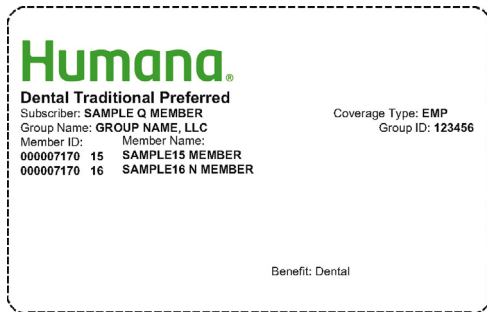 Humana®
Dental Traditional Preferred
Subscriber: SAMPLE Q MEMBER Coverage Type: EMP
Group Name: GROUP NAME, LLC Group ID: 123456
Member ID: Member Name:
000007170 15 SAMPLE15 MEMBER
000007170 16 SAMPLE16 N MEMBER
Benefit: Dental